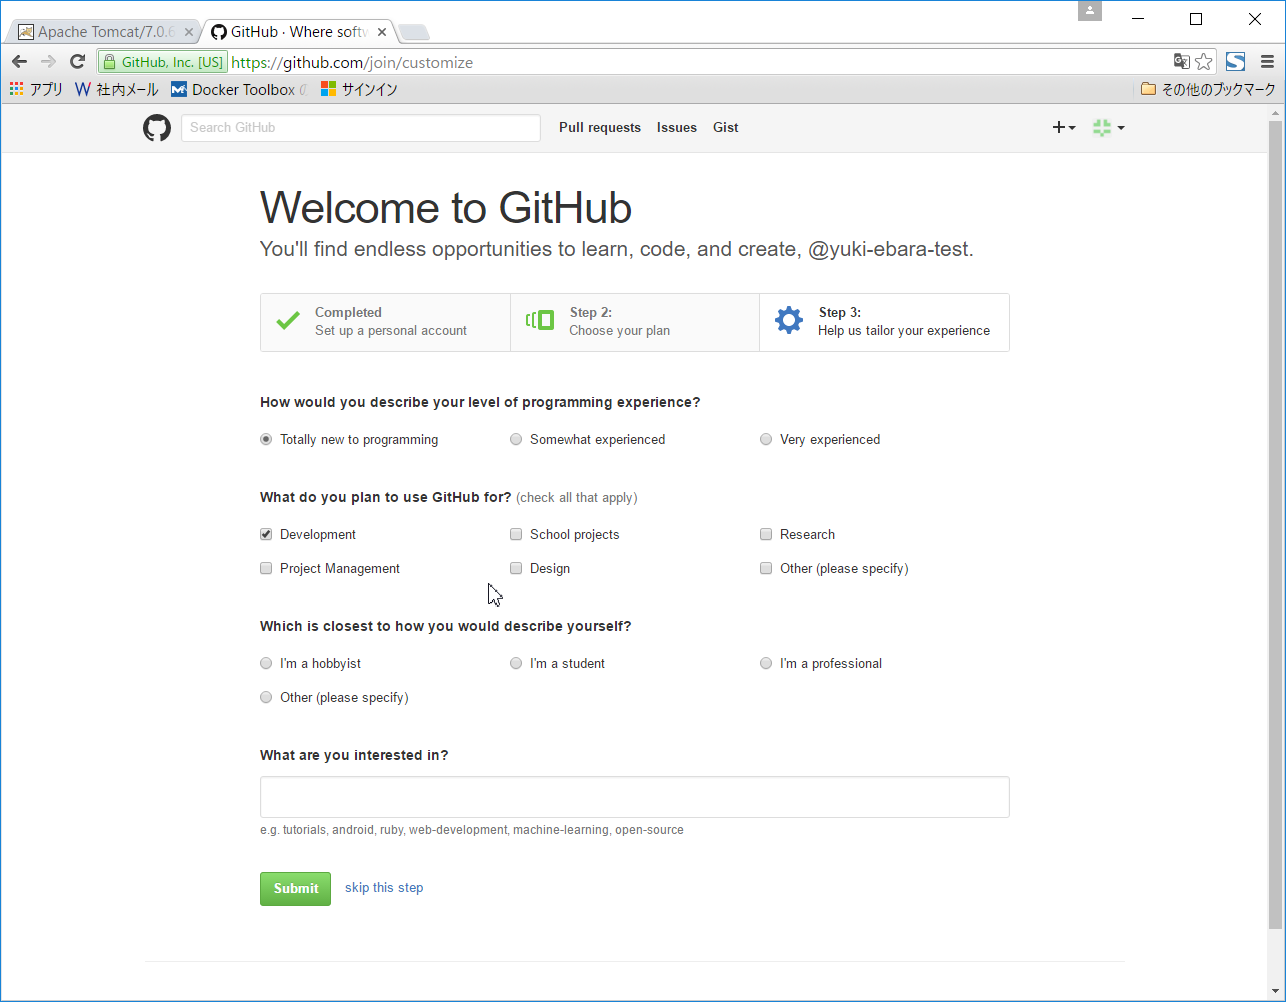 Apache Tomcat/7.0.6
GitHub · Where softw
GitHub, Inc. [US]
https://github.com/join/customize
アプリ
社内メール
Docker Toolbox
サインイン
その他のブックマーク
Search GitHub
Pull requests
Issues
Gist
Welcome to GitHub
You'll find endless opportunities to learn, code, and create, @yuki-ebara-test.
Completed
Set up a personal account
Step 2:
Choose your plan
Step 3:
Help us tailor your experience
How would you describe your level of programming experience?
Totally new to programming
Somewhat experienced
Very experienced
What do you plan to use GitHub for? (check all that apply)
Development
School projects
Research
Project Management
Design
Other (please specify)
Which is closest to how you would describe yourself?
I'm a hobbyist
I'm a student
I'm a professional
Other (please specify)
What are you interested in?
e.g. tutorials, android, ruby, web-development, machine-learning, open-source
Submit
skip this step